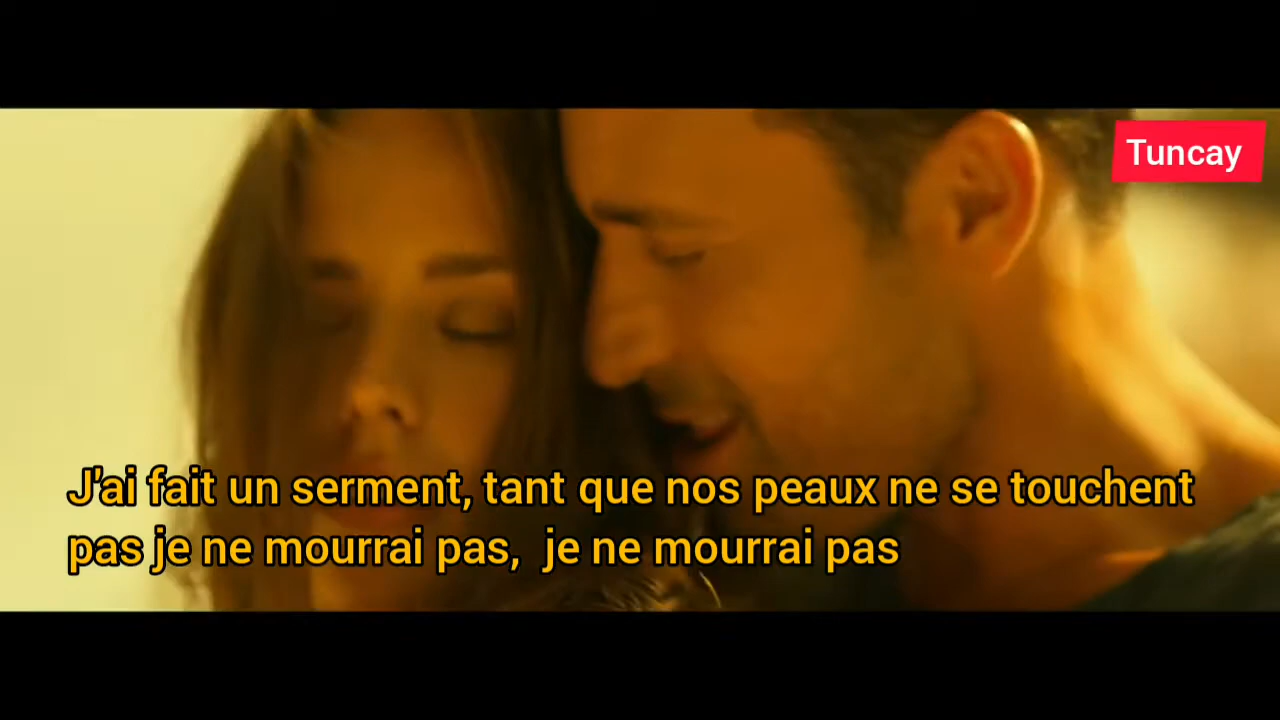 Tuncay
J'ai fait un serment, tant que nos peaux ne se touchent
pas je ne mourrai pas, je ne mourrai pas